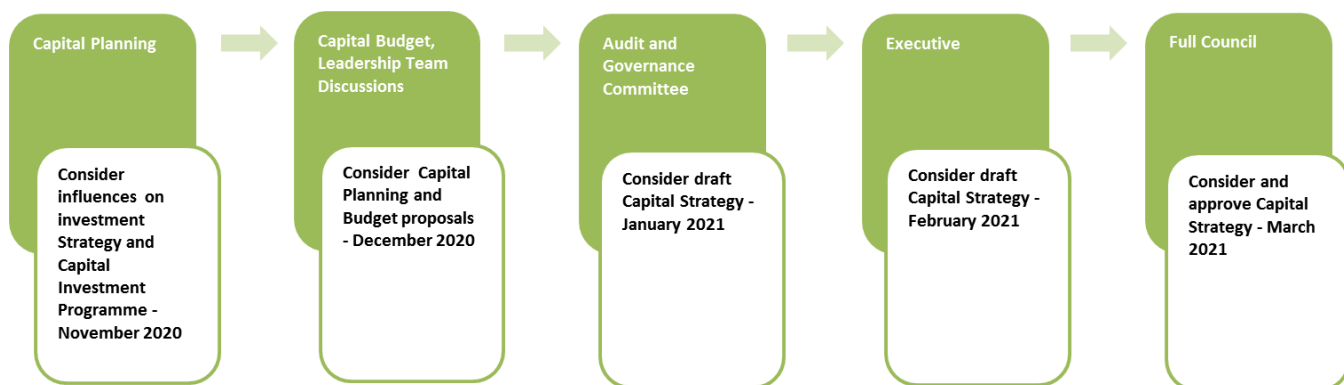 Capital Planning
Consider
influences on
investment
Strategy and
Capital
Investment
Programme -
November 2020
Capital Budget,
Leadership Team
Discussions
Consider Capital
Planning and
Budget proposals
- December 2020
Audit and
Governance
Committee
Consider draft
Capital Strategy -
January 2021
Executive
Consider draft
Capital Strategy -
February 2021
Full Council
Consider and
approve Capital
Strategy - March
2021